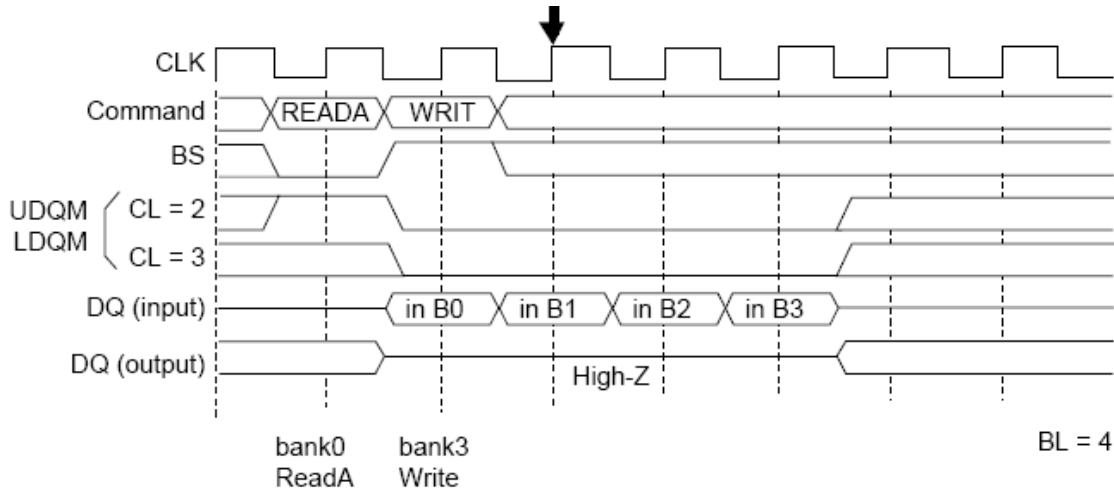 CLK
Command
READA
WRIT
BS
UDQM
LDQM
CL = 2
CL = 3
DQ (input)
in B0
in B1
in B2
in B3
DQ (output)
High-Z
bank0
ReadA
bank3
Write
BL = 4